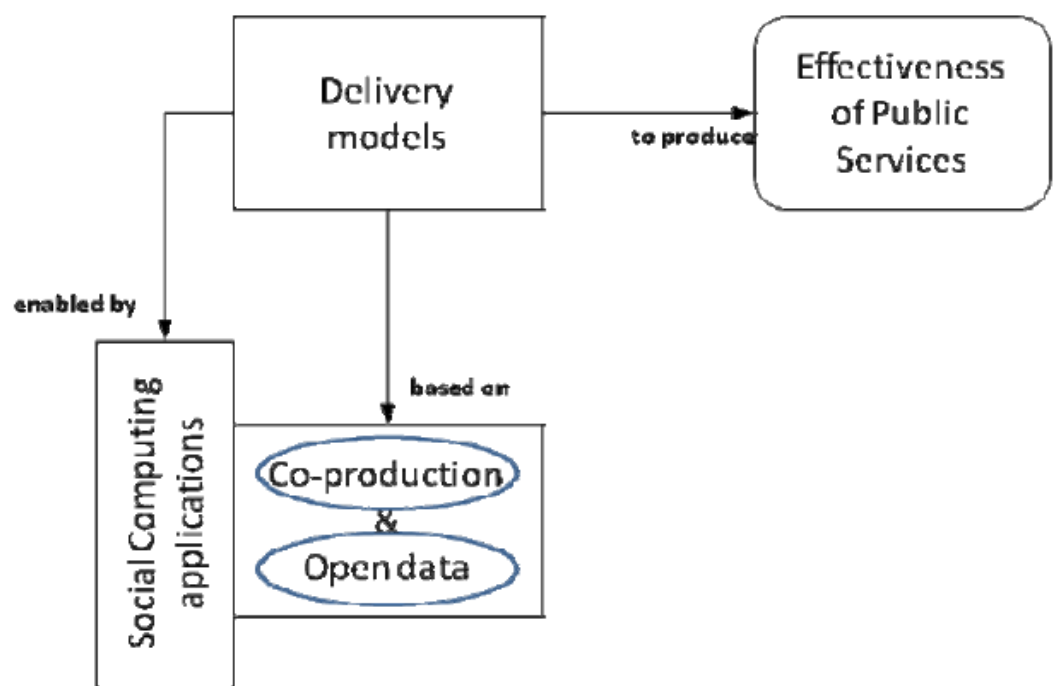 Delivery
models
to produce
Effectiveness
of Public
Services
enabled by
based on
Social Computing
applications
Co-production
&
Open data